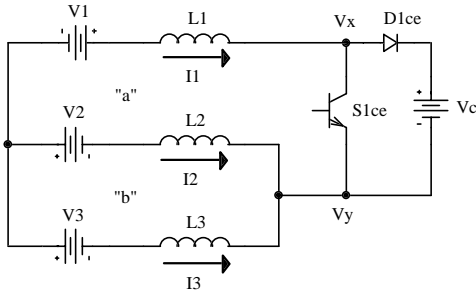 V1
L1
Vx
D1ce
- +
I1
"a"
+
S1ce
Vc
-
V2
L2
+ -
I2
"b"
Vy
V3
L3
+ -
I3